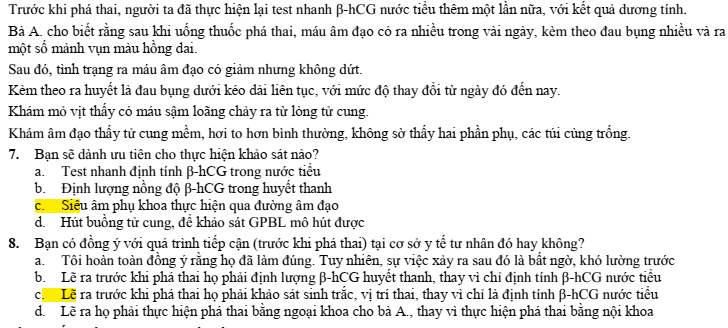 Trước khi phá thai, người ta đã thực hiện lại test nhanh β-hCG nước tiểu thêm một lần nữa, với kết quả dương tính.
Bà A. cho biết rằng sau khi uống thuốc phá thai, máu âm đạo có ra nhiều trong vài ngày, kèm theo đau bụng nhiều và ra
một số mảnh vụn màu hồng dai.
Sau đó, tình trạng ra máu âm đạo có giảm nhưng không dứt.
Kèm theo ra huyết là đau bụng dưới kéo dài liên tục, với mức độ thay đổi từ ngày đó đến nay.
Khám mỏ vịt thấy có máu sậm loãng chảy ra từ lòng tử cung.
Khám âm đạo thấy tử cung mềm, hơi to hơn bình thường, không sờ thấy hai phần phụ, các túi cùng trống.
7. Bạn sẽ dành ưu tiên cho thực hiện khảo sát nào?
a. Test nhanh định tính β-hCG trong nước tiểu
b. Định lượng nồng độ β-hCG trong huyết thanh
c. Siêu âm phụ khoa thực hiện qua đường âm đạo
d. Hút buồng tử cung, để khảo sát GPBL mô hút được
8. Bạn có đồng ý với quá trình tiếp cận (trước khi phá thai) tại cơ sở y tế tư nhân đó hay không?
a. Tôi hoàn toàn đồng ý rằng họ đã làm đúng. Tuy nhiên, sự việc xảy ra sau đó là bất ngờ, khó lường trước
b. Lẽ ra trước khi phá thai họ phải định lượng β-hCG huyết thanh, thay vì chỉ định tính β-hCG nước tiểu
c. Lẽ ra trước khi phá thai họ phải khảo sát sinh trắc, vị trí thai, thay vì chỉ là định tính β-hCG nước tiểu
d. Lẽ ra họ phải thực hiện phá thai bằng ngoại khoa cho bà A., thay vì thực hiện phá thai bằng nội khoa